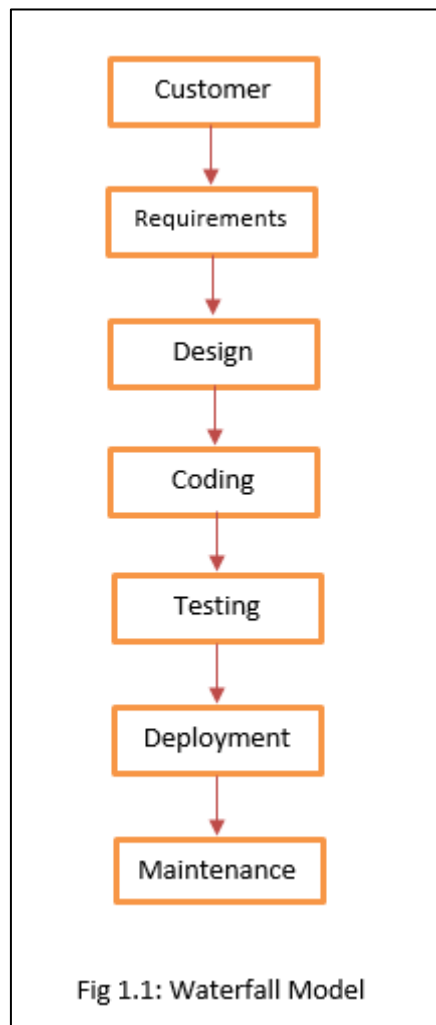 Customer
Requirements
Design
Coding
Testing
Deployment
Maintenance
Fig 1.1: Waterfall Model